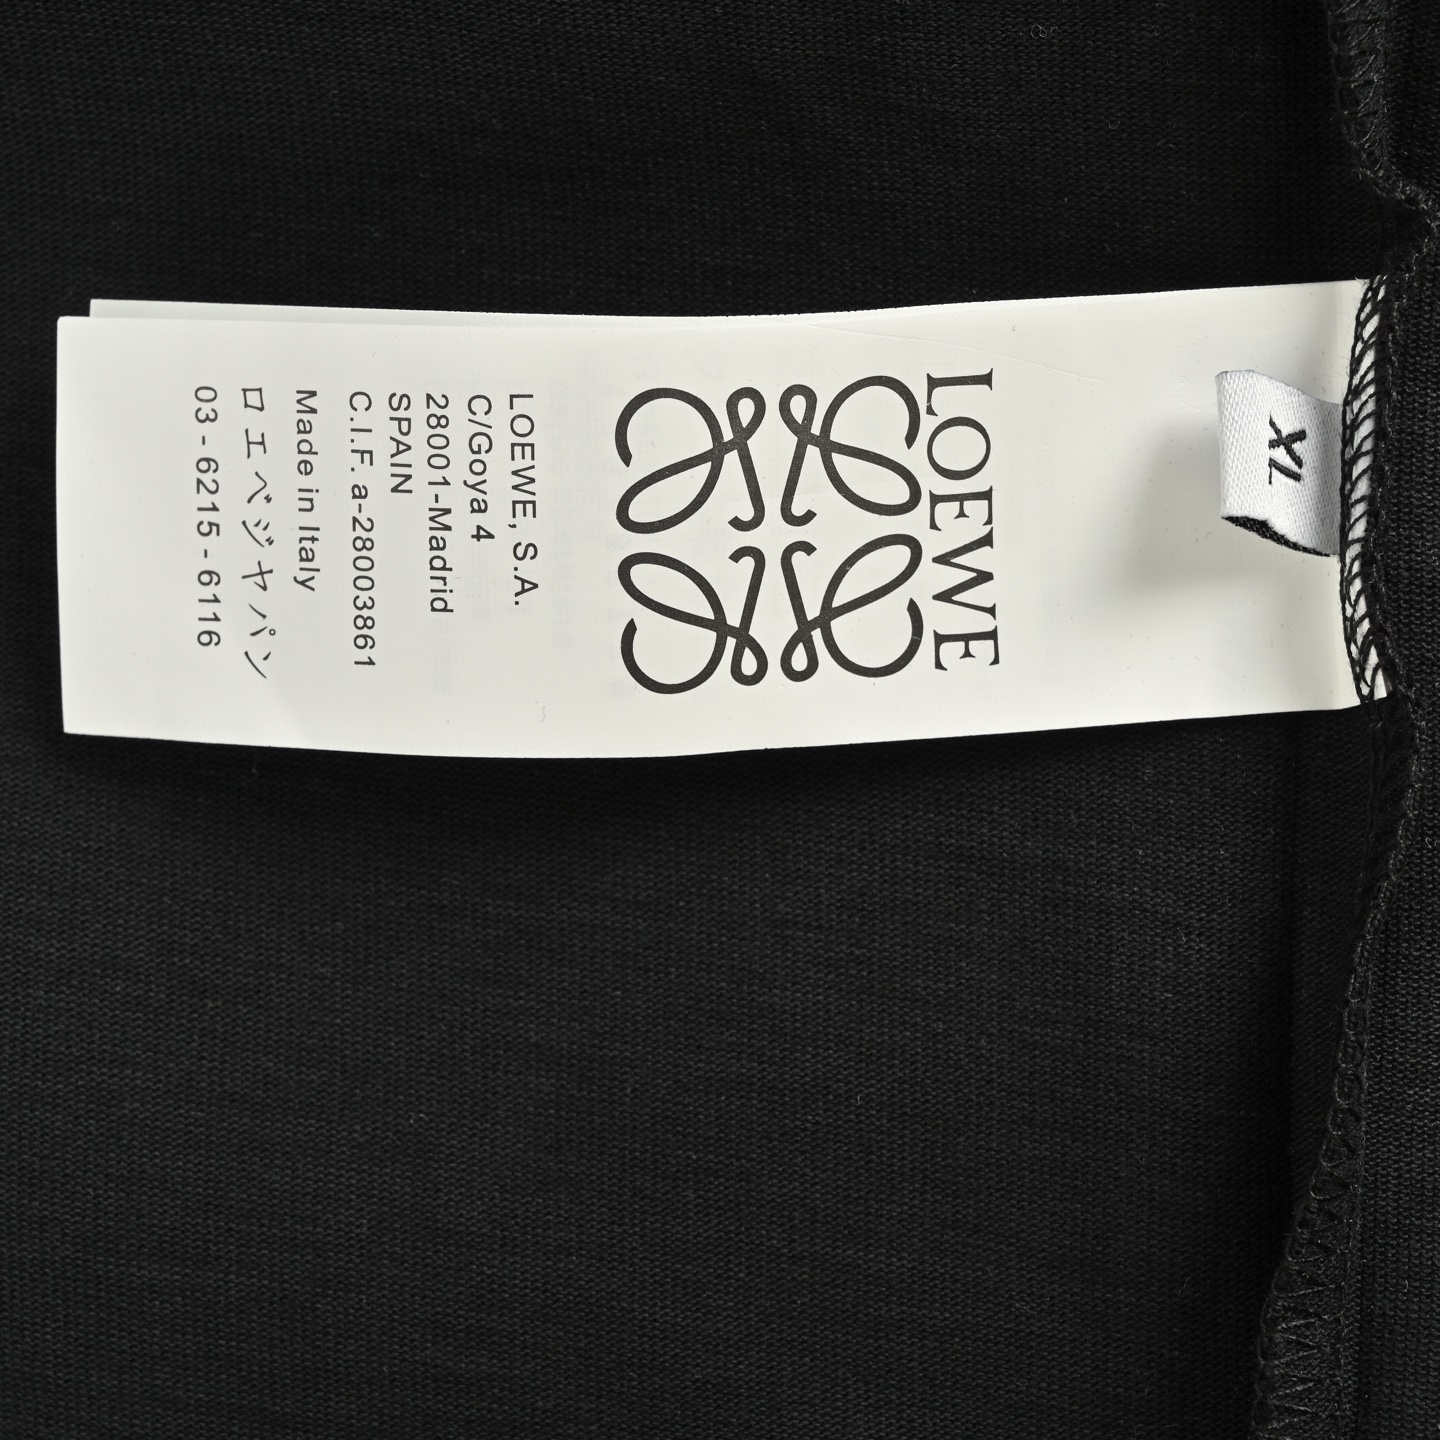 XL
LOEWE
LOEWE, S.A.
C/Goya 4
28001-Madrid
SPAIN
C.I.F. a-28003861
Made in Italy
ロエベジャパン
03 - 6215 - 6116